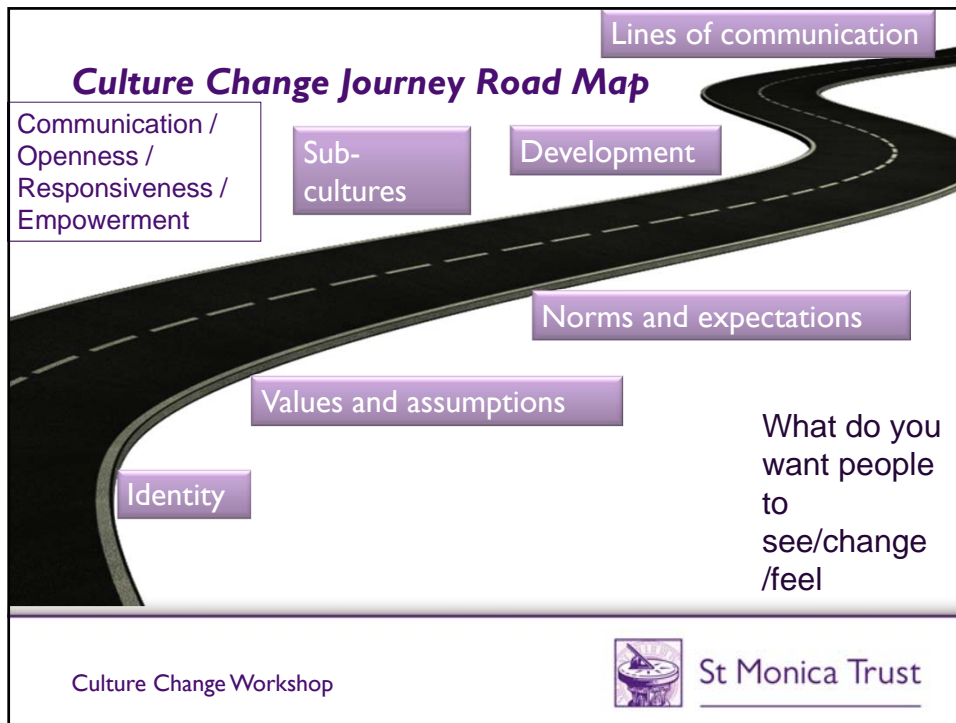 Lines of communication
Culture Change Journey Road Map
Communication /
Openness /
Responsiveness /
Empowerment
Sub-
cultures
Development
Norms and expectations
Values and assumptions
Identity
What do you
want people
to
see/change
/feel
Culture Change Workshop
St Monica Trust